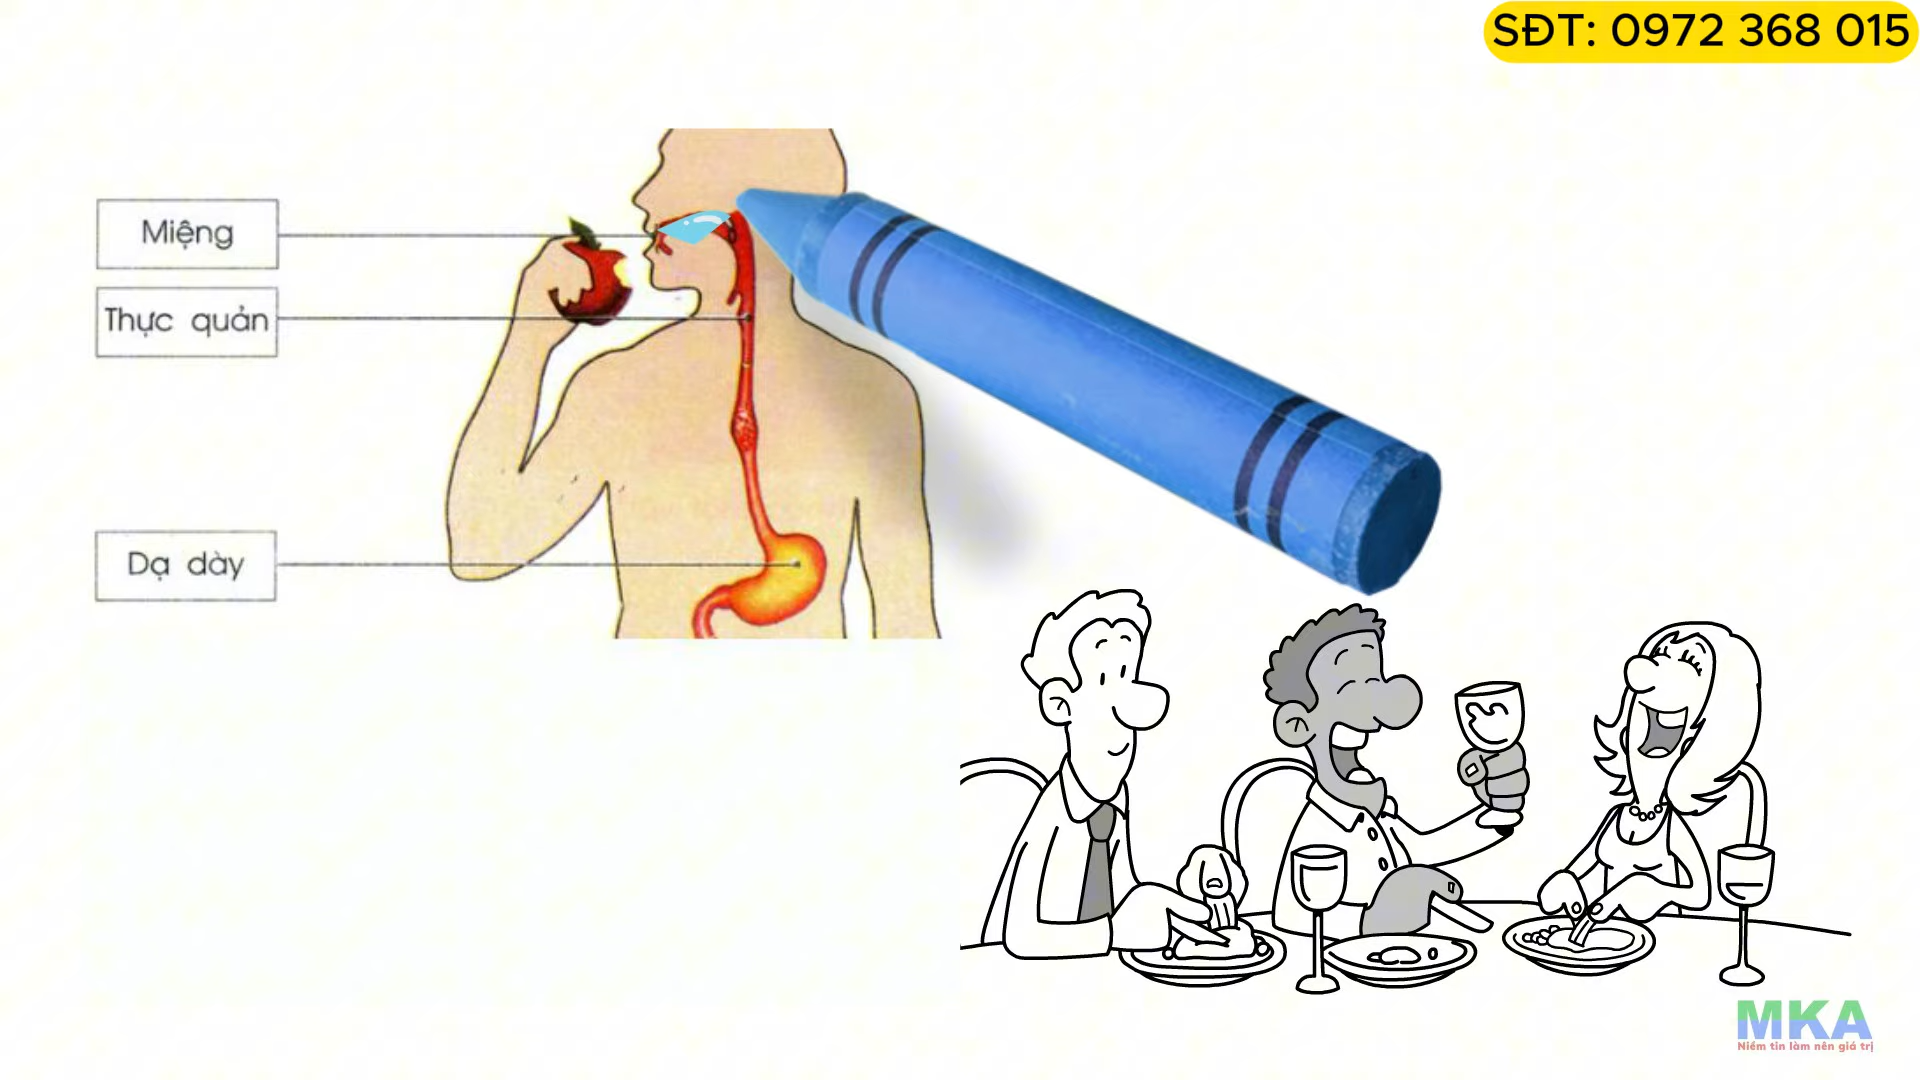 SĐT: 0972 368 015
Miệng
Thực quản
Dạ dày
MKA
Niềm tin làm nên giá trị